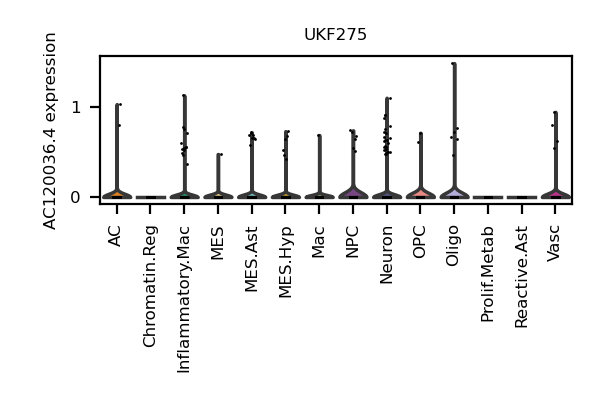 UKF275
AC120036.4 expression
1
0
AC
Chromatin.Reg
Inflammatory.Mac
MES
MES.Ast
MES.Hyp
Mac
NPC
Neuron
OPC
Oligo
Prolif.Metab
Reactive.Ast
Vasc